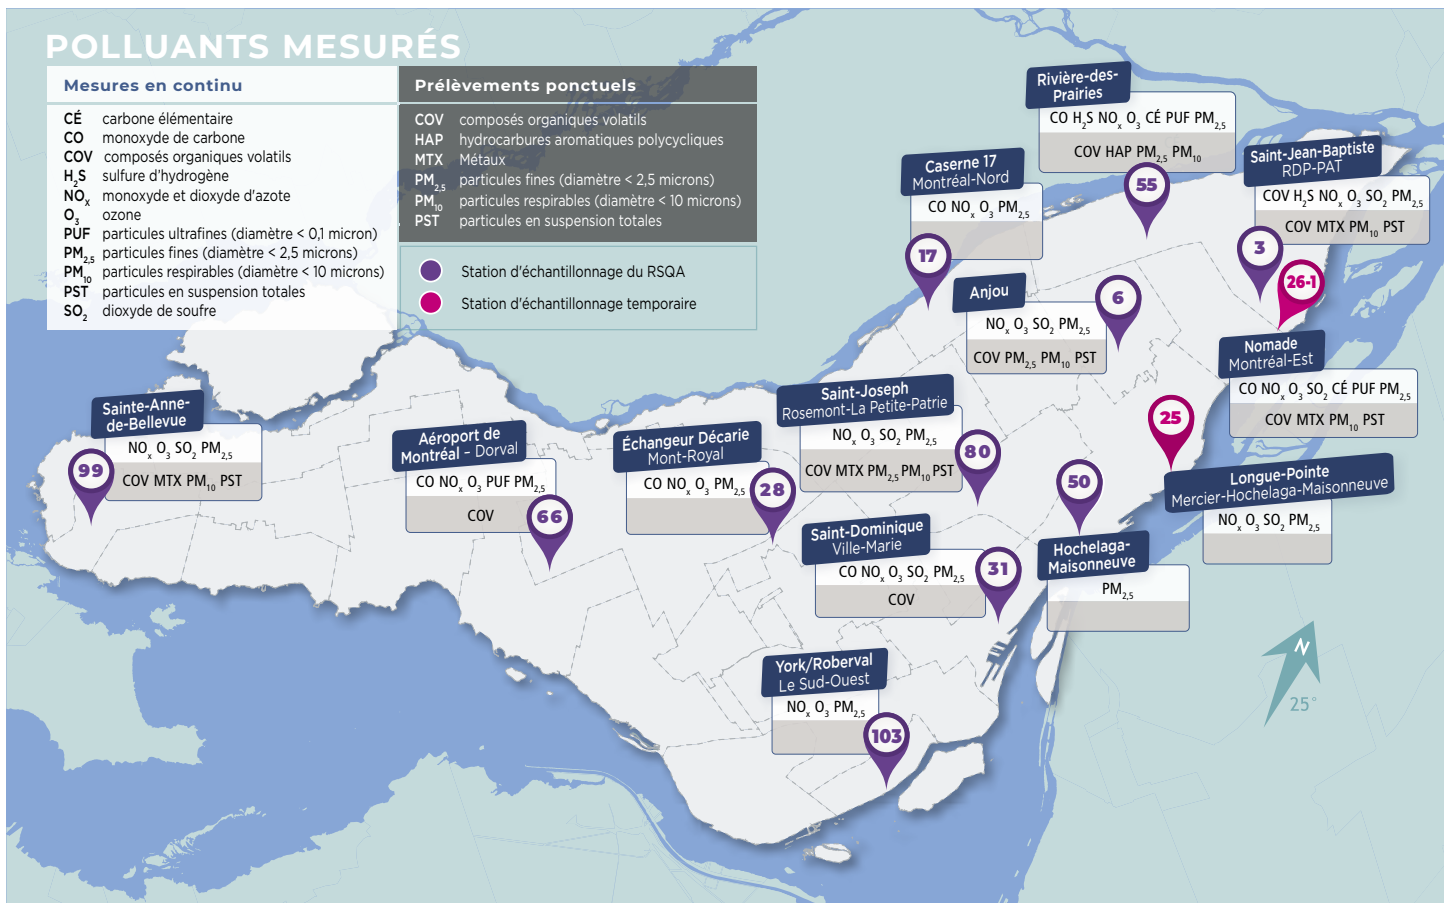 POLLUANTS MESURÉS
Mesures en continu
CÉ carbone élémentaire
CO monoxyde de carbone
COV composés organiques volatils
H₂S sulfure d'hydrogène
NOₓ monoxyde et dioxyde d'azote
O₃ ozone
PUF particules ultrafines (diamètre < 0,1 micron)
PM₂,₅ particules fines (diamètre < 2,5 microns)
PM₁₀ particules respirables (diamètre < 10 microns)
PST particules en suspension totales
SO₂ dioxyde de soufre
Prélèvements ponctuels
COV composés organiques volatils
HAP hydrocarbures aromatiques polycycliques
MTX Métaux
PM₂,₅ particules fines (diamètre < 2,5 microns)
PM₁₀ particules respirables (diamètre < 10 microns)
PST particules en suspension totales
Station d'échantillonnage du RSQA
Station d'échantillonnage temporaire
Rivière-des-
Prairies
CO H₂S NOₓ O₃ CÉ PUF PM₂,₅
COV HAP PM₂,₅ PM₁₀
55
Saint-Jean-Baptiste
RDP-PAT
COV H₂S NOₓ O₃ SO₂ PM₂,₅
COV MTX PM₁₀ PST
3
Caserne 17
Montréal-Nord
CO NOₓ O₃ PM₂,₅
17
Anjou
NOₓ O₃ SO₂ PM₂,₅
COV PM₂,₅ PM₁₀ PST
6
26-1
Nomade
Montréal-Est
CO NOₓ O₃ SO₂ CÉ PUF PM₂,₅
COV MTX PM₁₀ PST
Sainte-Anne-
de-Bellevue
NOₓ O₃ SO₂ PM₂,₅
COV MTX PM₁₀ PST
99
Aéroport de
Montréal – Dorval
CO NOₓ O₃ PUF PM₂,₅
COV
66
Échangeur Décarie
Mont-Royal
CO NOₓ O₃ PM₂,₅
28
Saint-Joseph
Rosemont-La Petite-Patrie
NOₓ O₃ SO₂ PM₂,₅
COV MTX PM₂,₅ PM₁₀ PST
80
25
Longue-Pointe
Mercier-Hochelaga-Maisonneuve
NOₓ O₃ SO₂ PM₂,₅
50
Hochelaga-
Maisonneuve
PM₂,₅
Saint-Dominique
Ville-Marie
CO NOₓ O₃ SO₂ PM₂,₅
COV
31
York/Roberval
Le Sud-Ouest
NOₓ O₃ PM₂,₅
103
N
25°